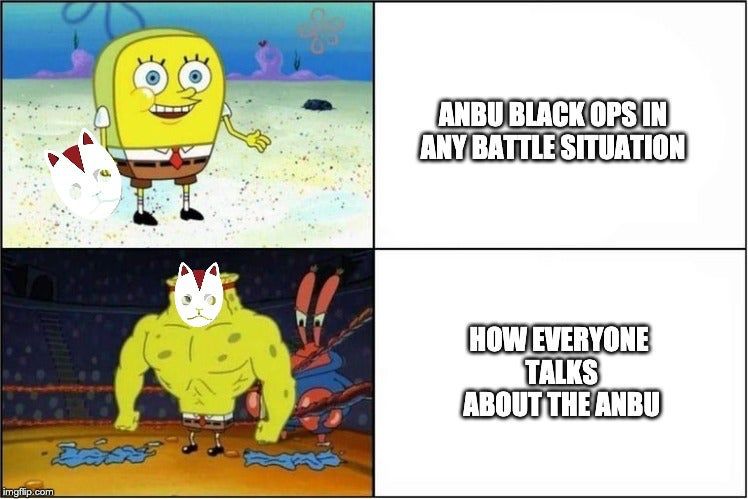 ANBU BLACK OPS IN
ANY BATTLE SITUATION
HOW EVERYONE
TALKS
ABOUT THE ANBU
imgflip.com